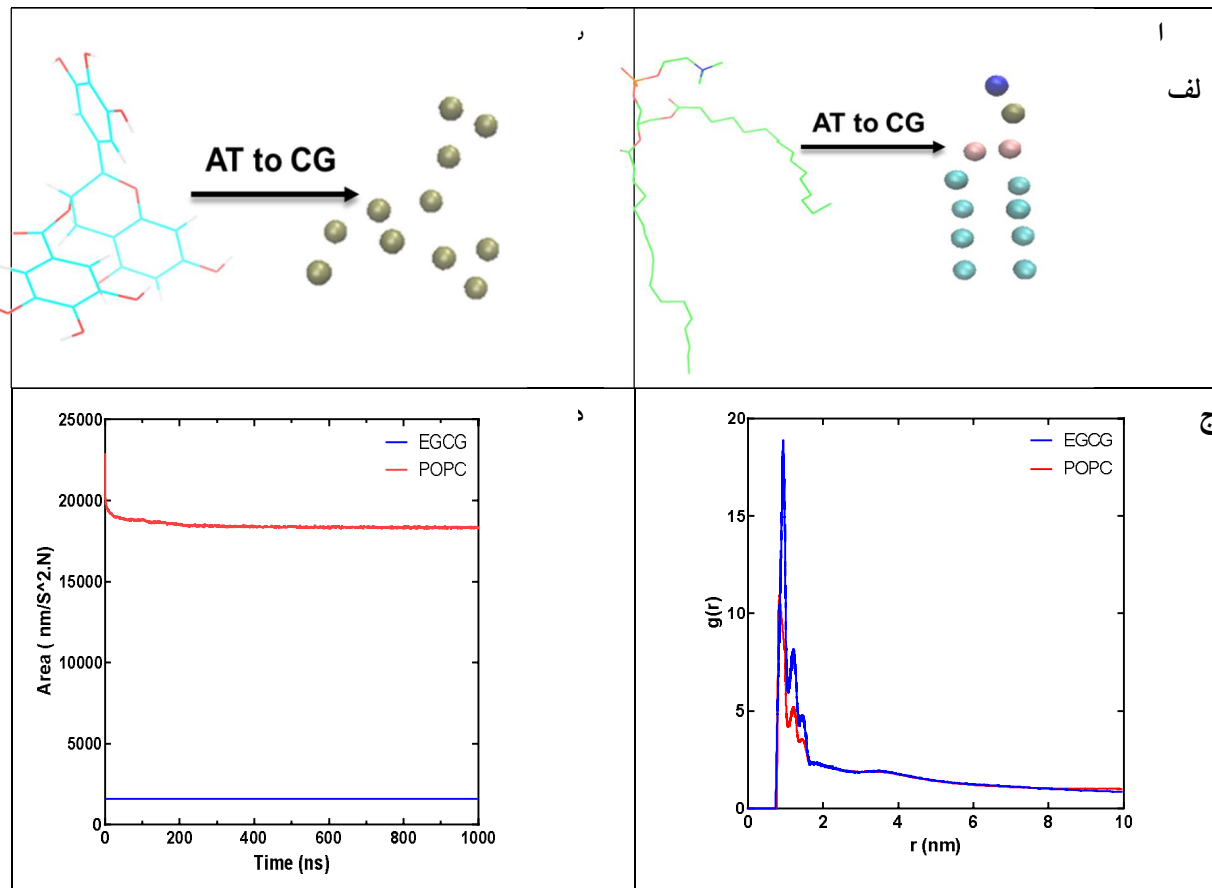 ا
لف
AT to CG
AT to CG
ج
20
15
10
5
0
g(r)
EGCG
POPC
0 2 4 6 8 10
r (nm)
25000
20000
15000
10000
5000
0
Area ( nm/S^2.N)
EGCG
POPC
0 200 400 600 800 1000
Time (ns)